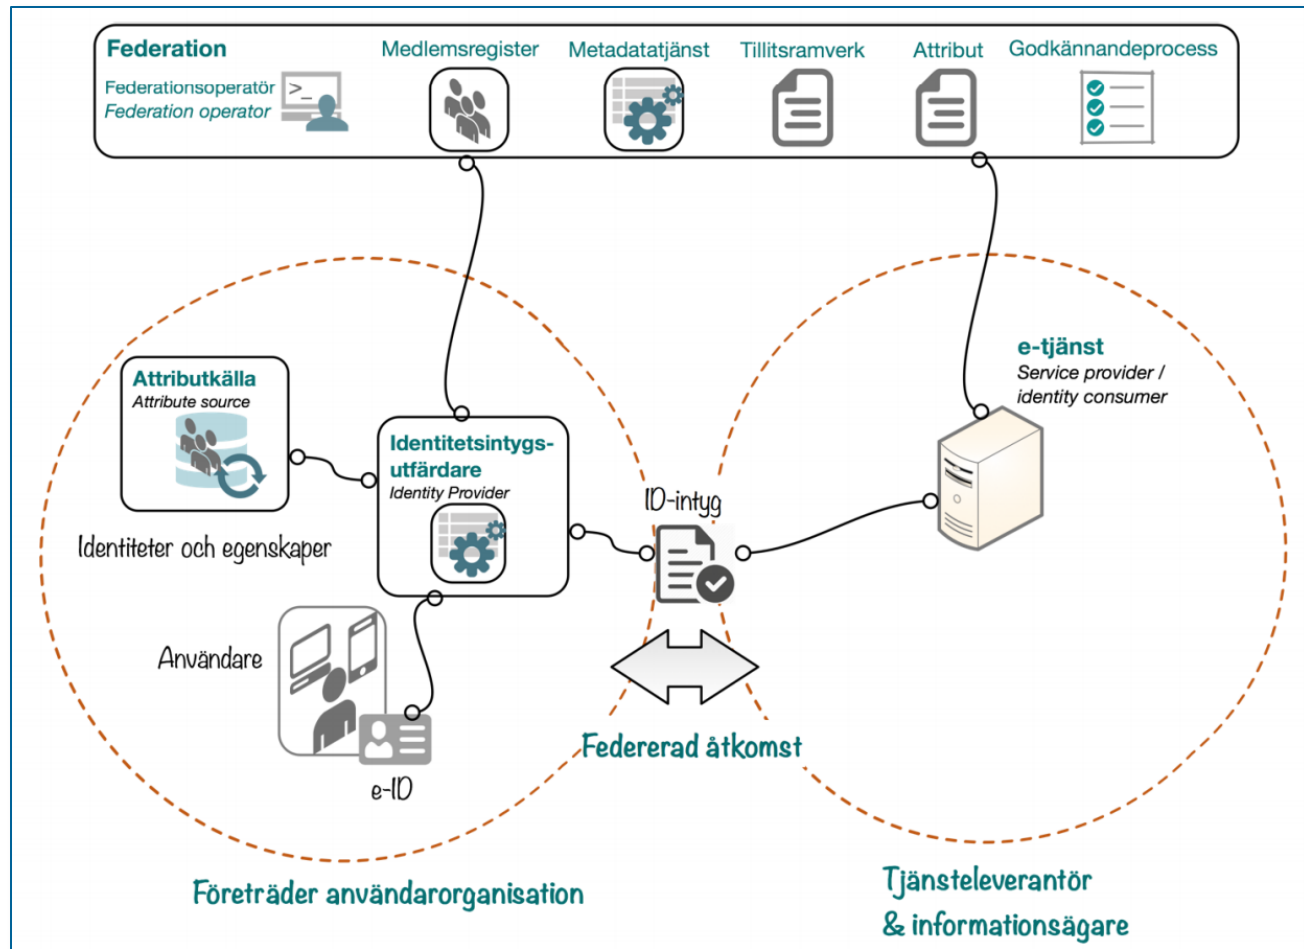 Federation
Federationsoperatör
Federation operator
>_
Medlemsregister
Metadatatjänst
Tillitsramverk
Attribut
Godkännandeprocess
Attributkälla
Attribute source
Identiteter och egenskaper
Identitetsintygs-
utfärdare
Identity Provider
Användare
e-ID
ID-intyg
Federerad åtkomst
e-tjänst
Service provider /
identity consumer
Företräder användarorganisation
Tjänsteleverantör
& informationsägare